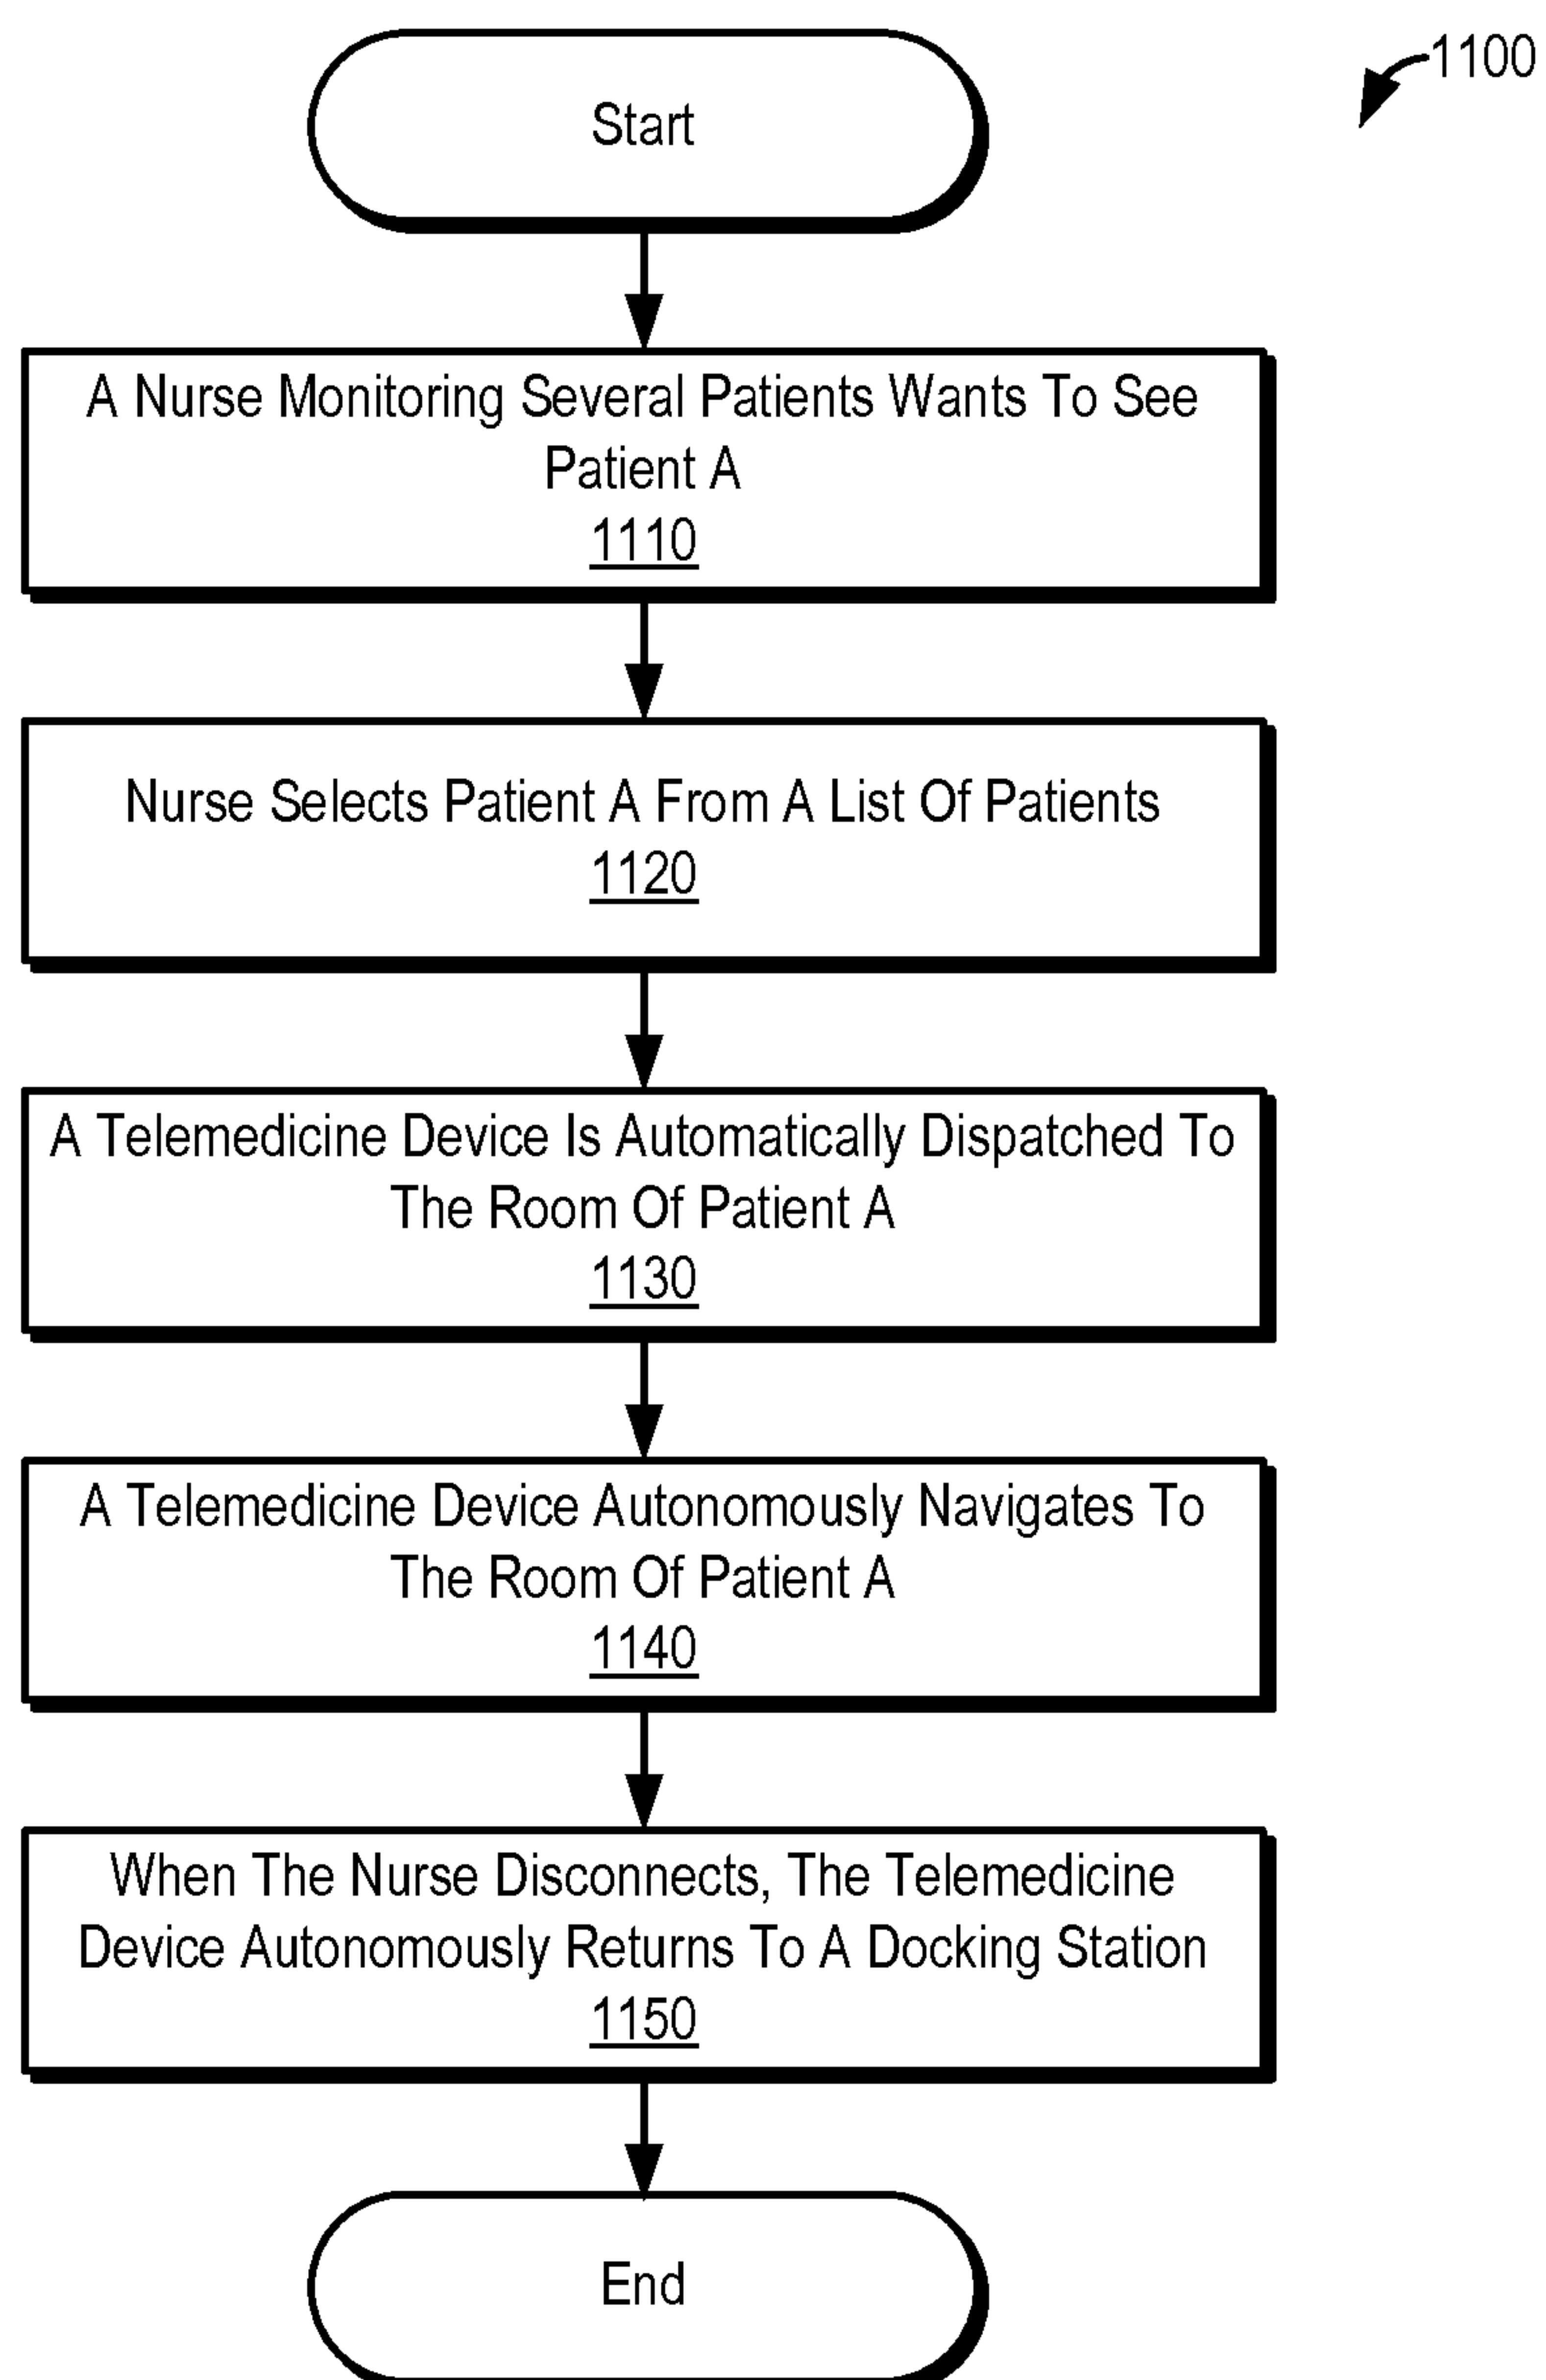 1100
Start
A Nurse Monitoring Several Patients Wants To See
Patient A
1110
Nurse Selects Patient A From A List Of Patients
1120
A Telemedicine Device Is Automatically Dispatched To
The Room Of Patient A
1130
A Telemedicine Device Autonomously Navigates To
The Room Of Patient A
1140
When The Nurse Disconnects, The Telemedicine
Device Autonomously Returns To A Docking Station
1150
End